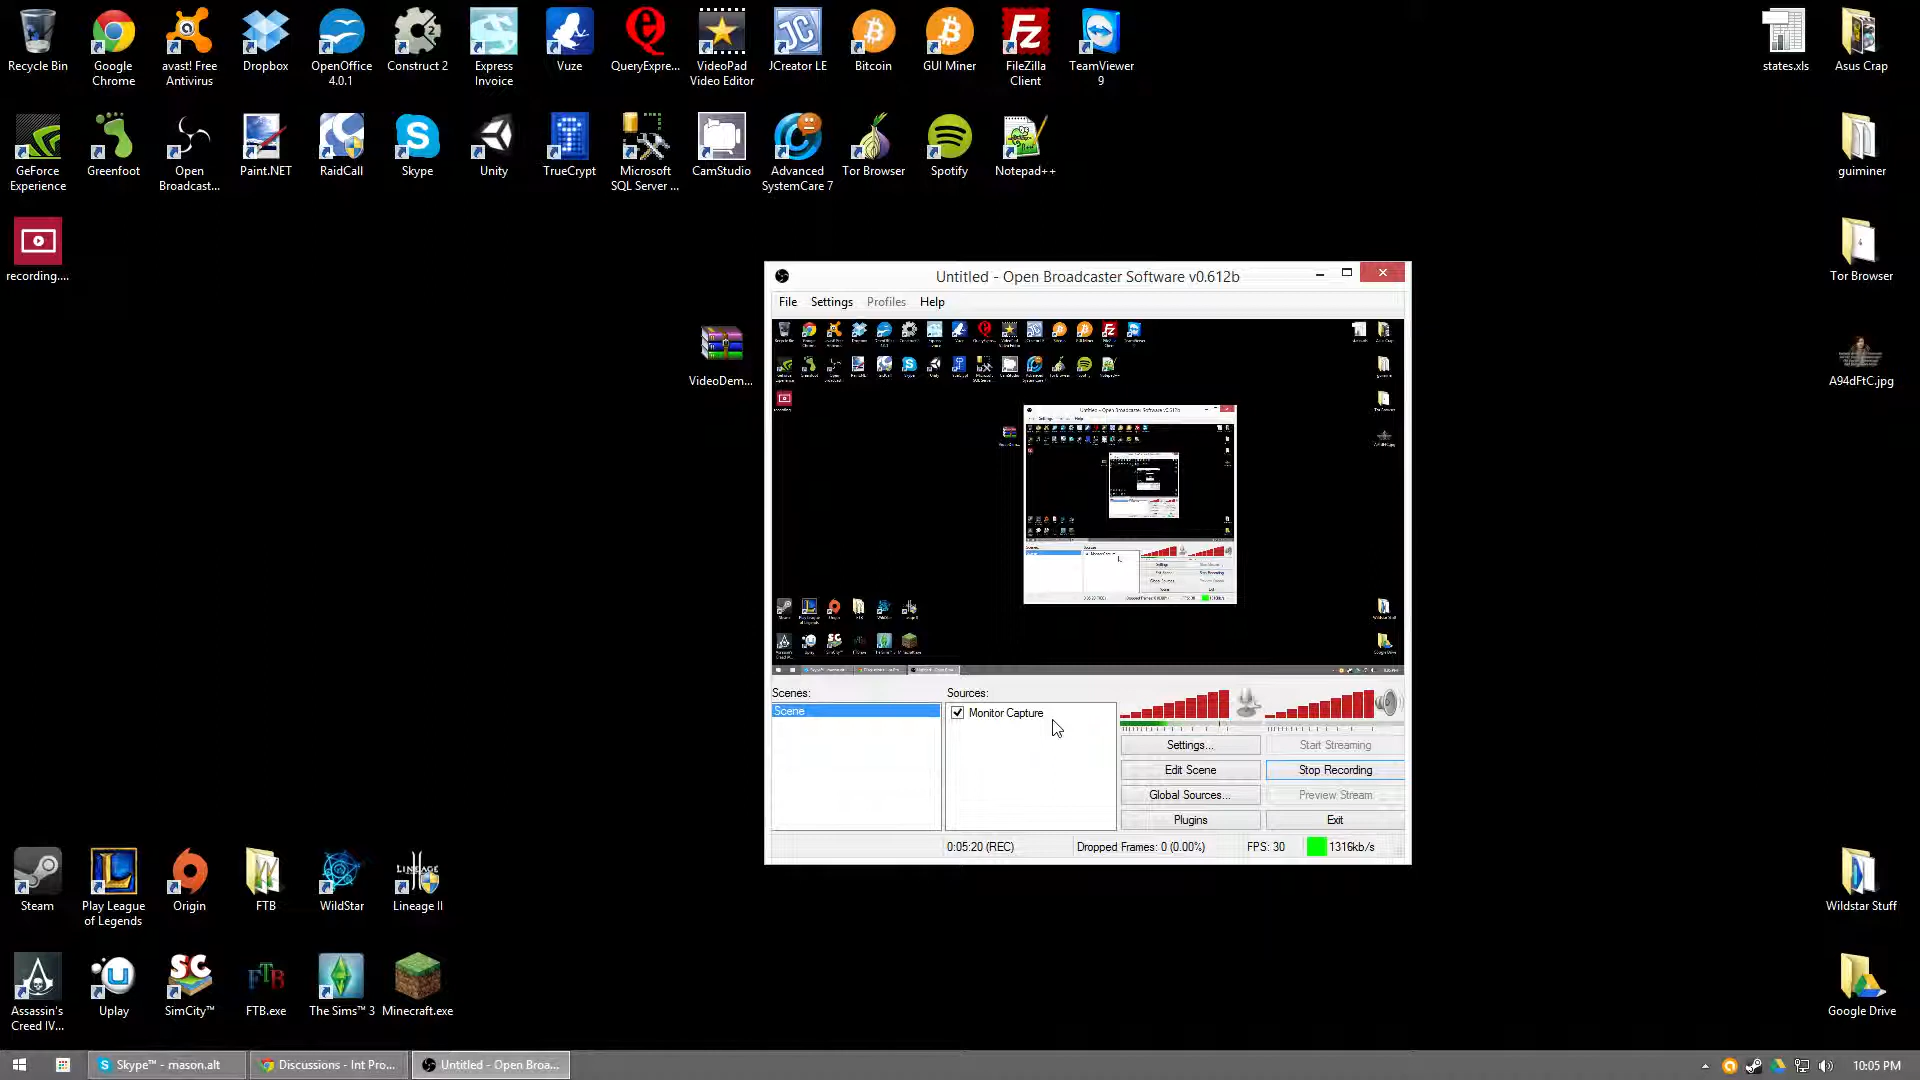 Recycle Bin
Google
Chrome
avast! Free
Antivirus
Dropbox
OpenOffice
4.0.1
Construct 2
Express
Invoice
Vuze
QueryExpre...
VideoPad
Video Editor
JCreator LE
Bitcoin
GUI Miner
FileZilla
Client
TeamViewer
9
states.xls
Asus Crap
GeForce
Experience
Greenfoot
Open
Broadcast...
Paint.NET
RaidCall
Skype
Unity
TrueCrypt
Microsoft
SQL Server ...
CamStudio
Advanced
SystemCare 7
Tor Browser
Spotify
Notepad++
guiminer
recording....
Tor Browser
VideoDem...
A94dFtC.jpg
Untitled - Open Broadcaster Software v0.612b
File Settings Profiles Help
Scenes:
Scene
Sources:
Monitor Capture
Settings...
Start Streaming
Edit Scene
Stop Recording
Global Sources...
Preview Stream
Plugins
Exit
0:05:20 (REC)
Dropped Frames: 0 (0.00%)
FPS: 30
1316kb/s
Steam
Play League
of Legends
Origin
FTB
WildStar
LINEAGE
Lineage II
Wildstar Stuff
Assassin's
Creed IV...
Uplay
SC
SimCity™
FTB
FTB.exe
The Sims™ 3
Minecraft.exe
Google Drive
Skype™ - mason.alt
Discussions - Int Pro...
Untitled - Open Broa...
10:05 PM